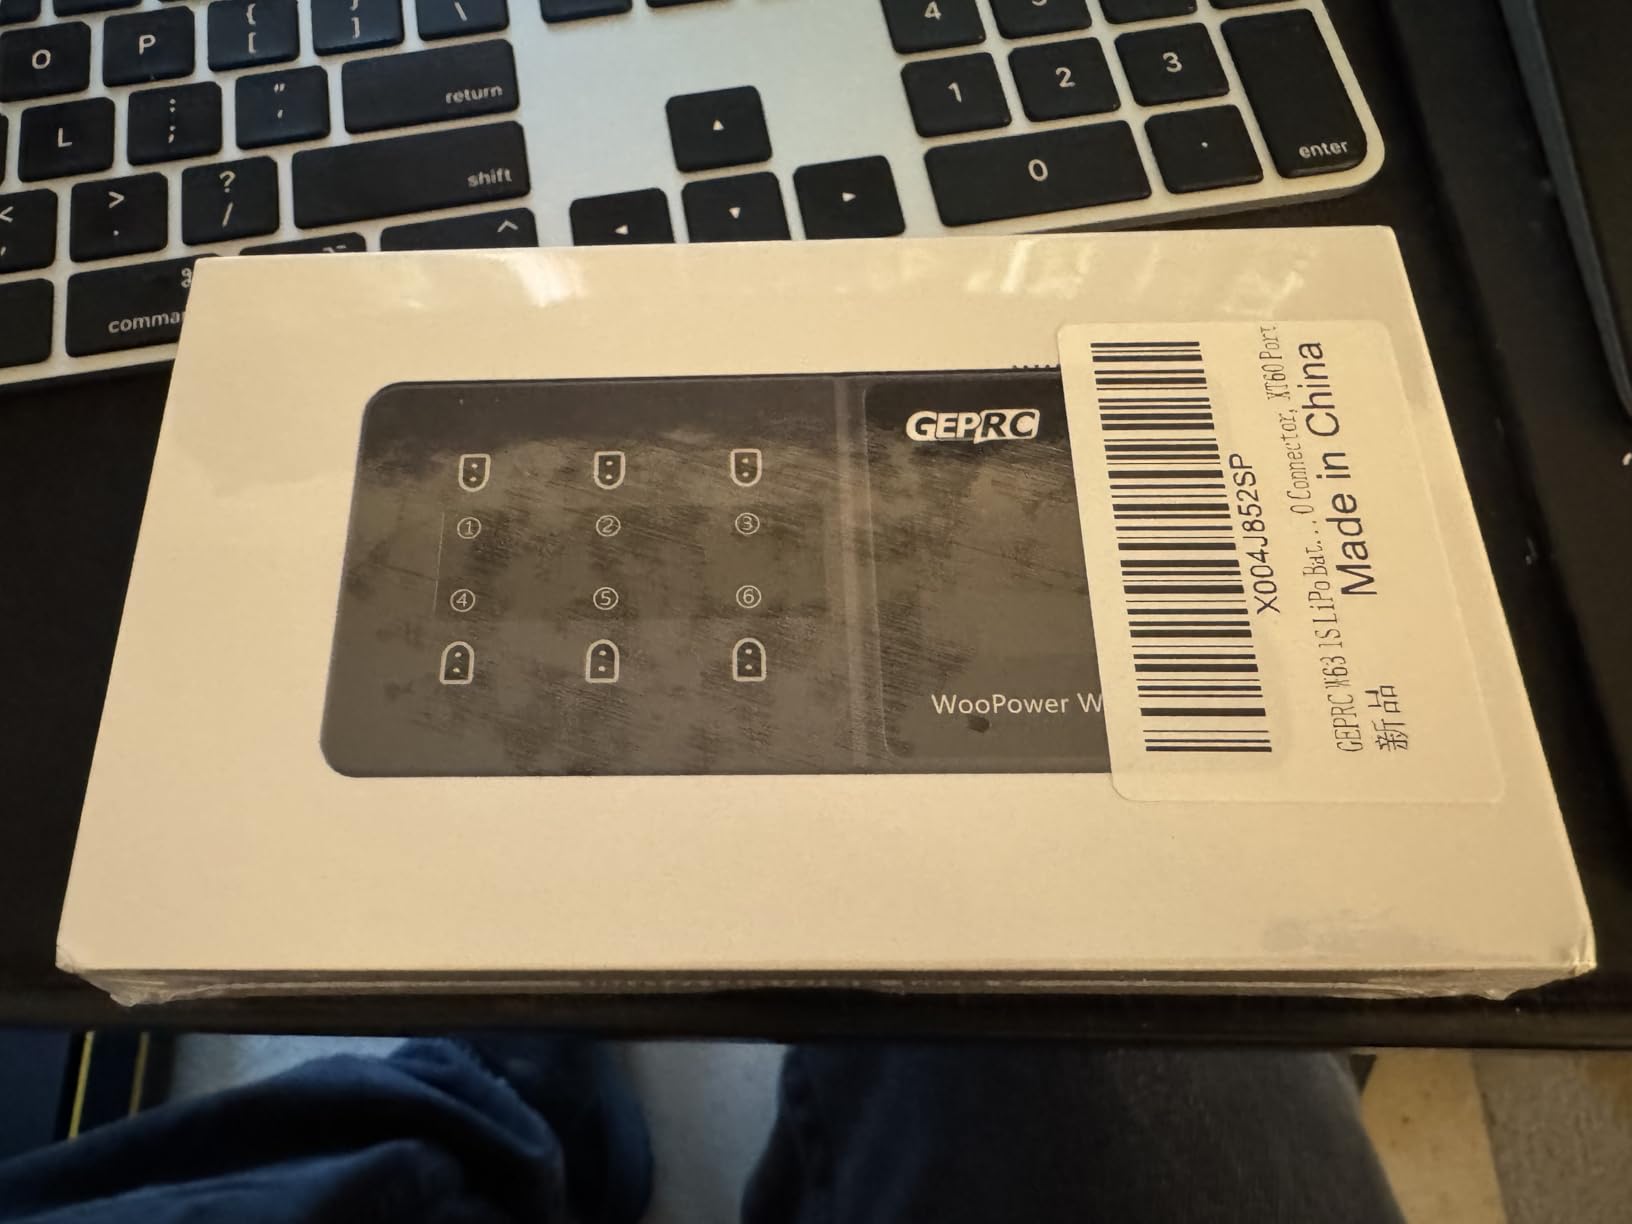 4
O P { [ } ] \
1 2 3
L : ; " ' return
0 . enter
< , > . ? / shift
⌘ ^
comma
GEPRC
① ② ③
④ ⑤ ⑥
WooPower W
X004J852SP
GEPRC W63 1S LiPo Bat...0 Connector, XT60 Port
新品
Made in China